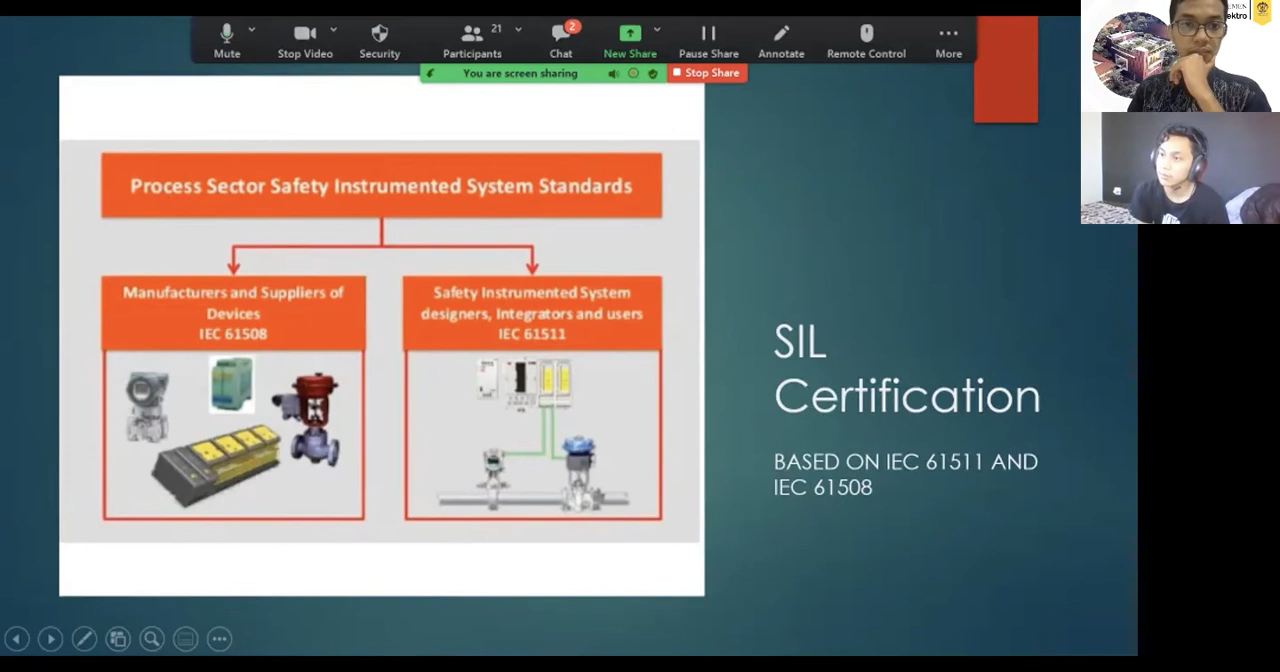 Mute
Stop Video
Security
Participants
21
Chat
2
New Share
Pause Share
Annotate
Remote Control
More
You are screen sharing
Stop Share
Process Sector Safety Instrumented System Standards
Manufacturers and Suppliers of
Devices
IEC 61508
Safety Instrumented System
designers, Integrators and users
IEC 61511
SIL
Certification
BASED ON IEC 61511 AND
IEC 61508